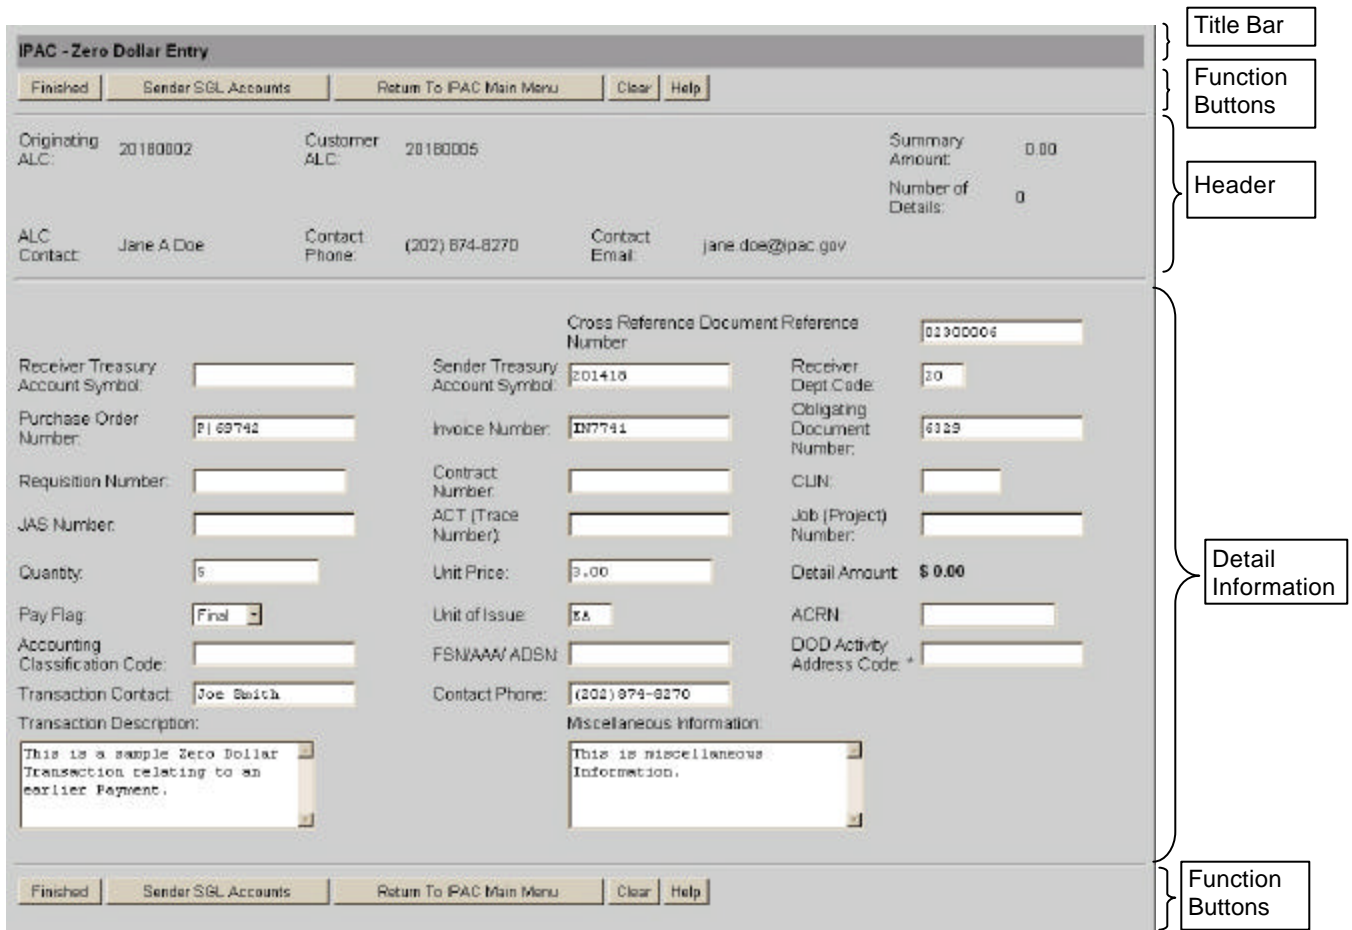 Title Bar
IPAC - Zero Dollar Entry
Finished Sender SGL Accounts Return To IPAC Main Menu Clear Help
Function
Buttons
Originating
ALC: 20180002 Customer
ALC: 20180005 Summary
Amount: 0.00
Header
Number of
Details: 0
ALC
Contact: Jane A Doe Contact
Phone: (202) 874-8270 Contact
Email: jane.doe@ipac.gov
Cross Reference Document Reference
Number 02300006
Receiver Treasury
Account Symbol: Sender Treasury
Account Symbol: 201418 Receiver
Dept Code: 20
Purchase Order
Number: P|69742 Invoice Number: IN7741 Obligating
Document
Number: 6329
Requisition Number: Contract
Number: CLIN:
JAS Number: ACT (Trace
Number): Job (Project)
Number:
Quantity: 5 Unit Price: 3.00 Detail Amount: $ 0.00
Detail
Information
Pay Flag: Final Unit of Issue: EA ACRN:
Accounting
Classification Code: FSN/AAA/ ADSN: DOD Activity
Address Code: *
Transaction Contact: Joe Smith Contact Phone: (202)874-8270
Transaction Description: Miscellaneous Information:
This is a sample Zero Dollar
Transaction relating to an
earlier Payment.
This is miscellaneous
Information.
Finished Sender SGL Accounts Return To IPAC Main Menu Clear Help
Function
Buttons